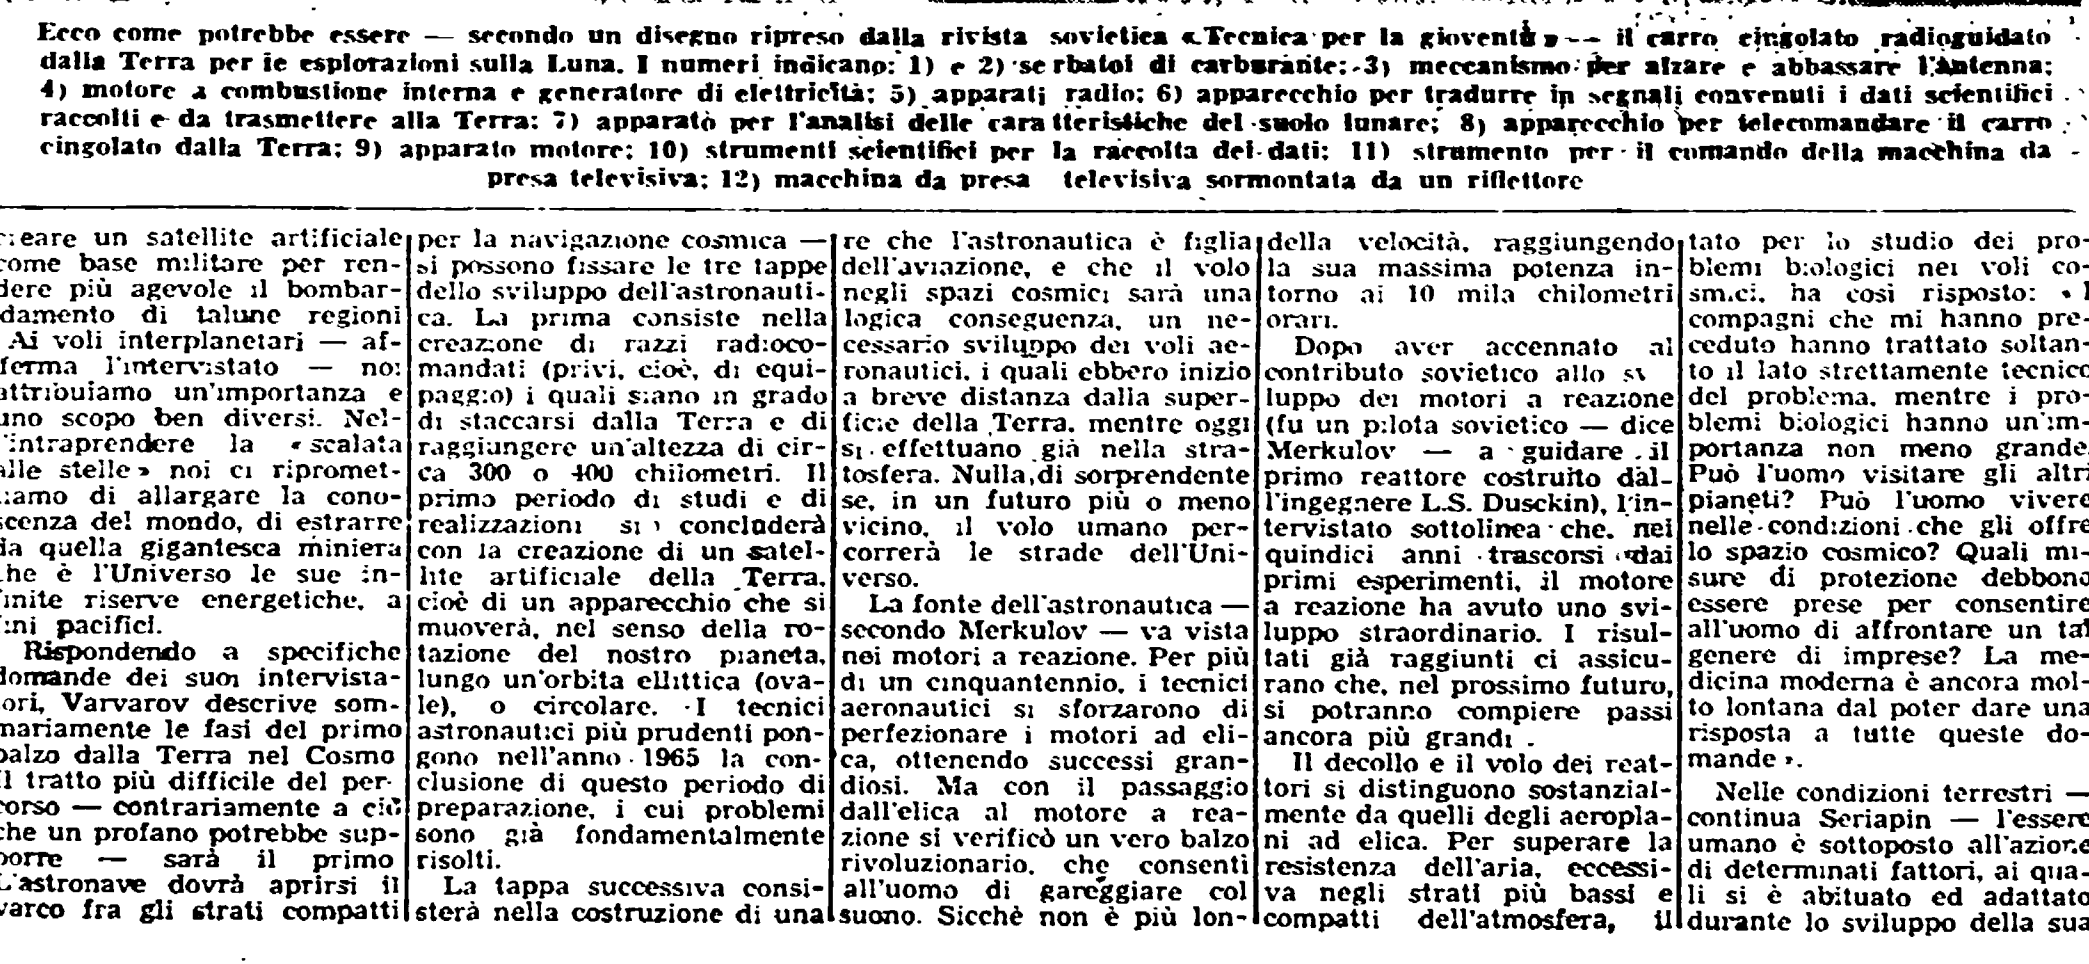 Ecco come potrebbe essere — secondo un disegno ripreso dalla rivista sovietica «Tecnica per la gioventù» — il carro cingolato radioguidato
dalla Terra per le esplorazioni sulla Luna. I numeri indicano: 1) e 2) serbatoi di carburante; 3) meccanismo per alzare e abbassare l'Antenna;
4) motore a combustione interna e generatore di elettricità; 5) apparati radio; 6) apparecchio per tradurre in segnali convenuti i dati scientifici
raccolti e da trasmettere alla Terra; 7) apparato per l'analisi delle caratteristiche del suolo lunare; 8) apparecchio per telecomandare il carro
cingolato dalla Terra; 9) apparato motore; 10) strumenti scientifici per la raccolta dei dati; 11) strumento per il comando della macchina da
presa televisiva; 12) macchina da presa televisiva sormontata da un riflettore
creare un satellite artificiale
come base militare per ren-
dere più agevole il bombar-
damento di talune regioni
Ai voli interplanetari — af-
ferma l'intervistato — noi
attribuiamo un'importanza e
uno scopo ben diversi. Nel-
l'intraprendere la «scalata
alle stelle» noi ci ripromet-
tiamo di allargare la cono-
scenza del mondo, di estrarre
da quella gigantesca miniera
che è l'Universo le sue in-
finite riserve energetiche, a
fini pacifici.
Rispondendo a specifiche
domande dei suoi intervista-
tori, Varvarov descrive som-
mariamente le fasi del primo
balzo dalla Terra nel Cosmo
Il tratto più difficile del per-
corso — contrariamente a ciò
che un profano potrebbe sup-
porre — sarà il primo
L'astronave dovrà aprirsi il
varco fra gli strati compatti
per la navigazione cosmica —
si possono fissare le tre tappe
dello sviluppo dell'astronauti-
ca. La prima consiste nella
creazione di razzi radioco-
mandati (privi, cioè, di equi-
paggio) i quali siano in grado
di staccarsi dalla Terra e di
raggiungere un'altezza di cir-
ca 300 o 400 chilometri. Il
primo periodo di studi e di
realizzazioni si concluderà
con la creazione di un satel-
lite artificiale della Terra,
cioè di un apparecchio che si
muoverà, nel senso della ro-
tazione del nostro pianeta,
lungo un'orbita ellittica (ova-
le), o circolare. I tecnici
astronautici più prudenti pon-
gono nell'anno 1965 la con-
clusione di questo periodo di
preparazione, i cui problemi
sono già fondamentalmente
risolti.
La tappa successiva consi-
sterà nella costruzione di una
re che l'astronautica è figlia
dell'aviazione, e che il volo
negli spazi cosmici sarà una
logica conseguenza, un ne-
cessario sviluppo dei voli ae-
ronautici, i quali ebbero inizio
a breve distanza dalla super-
ficie della Terra, mentre oggi
si effettuano già nella stra-
tosfera. Nulla di sorprendente
se, in un futuro più o meno
vicino, il volo umano per-
correrà le strade dell'Uni-
verso.
La fonte dell'astronautica —
secondo Merkulov — va vista
nei motori a reazione. Per più
di un cinquantennio, i tecnici
aeronautici si sforzarono di
perfezionare i motori ad eli-
ca, ottenendo successi gran-
diosi. Ma con il passaggio
dall'elica al motore a rea-
zione si verificò un vero balzo
rivoluzionario, che consentì
all'uomo di gareggiare col
suono. Sicchè non è più lon-
della velocità, raggiungendo
la sua massima potenza in-
torno ai 10 mila chilometri
orari.
Dopo aver accennato al
contributo sovietico allo sv
luppo dei motori a reazione
(fu un pilota sovietico — dice
Merkulov — a guidare il
primo reattore costruito dal-
l'ingegnere L.S. Dusckin), l'in-
tervistato sottolinea che, nei
quindici anni trascorsi dai
primi esperimenti, il motore
a reazione ha avuto uno svi-
luppo straordinario. I risul-
tati già raggiunti ci assicu-
rano che, nel prossimo futuro,
si potranno compiere passi
ancora più grandi.
Il decollo e il volo dei reat-
tori si distinguono sostanzial-
mente da quelli degli aeropla-
ni ad elica. Per superare la
resistenza dell'aria, eccessi-
va negli strati più bassi e
compatti dell'atmosfera, il
tato per lo studio dei pro-
blemi biologici nei voli co-
smici, ha così risposto: «I
compagni che mi hanno pre-
ceduto hanno trattato soltan-
to il lato strettamente tecnico
del problema, mentre i pro-
blemi biologici hanno un'im-
portanza non meno grande.
Può l'uomo visitare gli altri
pianeti? Può l'uomo vivere
nelle condizioni che gli offre
lo spazio cosmico? Quali mi-
sure di protezione debbono
essere prese per consentire
all'uomo di affrontare un tal
genere di imprese? La me-
dicina moderna è ancora mol-
to lontana dal poter dare una
risposta a tutte queste do-
mande».
Nelle condizioni terrestri —
continua Seriapin — l'essere
umano è sottoposto all'azione
di determinati fattori, ai qua-
li si è abituato ed adattato
durante lo sviluppo della sua